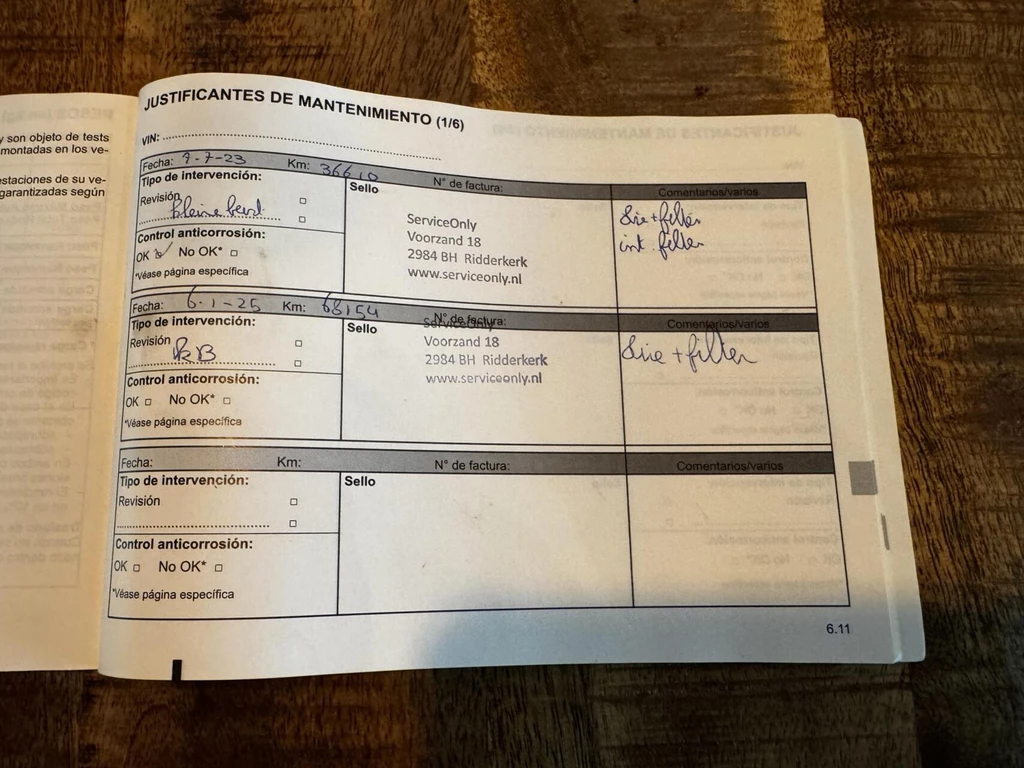 y son objeto de tests
montadas en los ve-
estaciones de su ve-
garantizadas según
JUSTIFICANTES DE MANTENIMIENTO (1/6)
VIN:
Fecha: 9-7-23 Km: 36610 N° de factura: Comentarios/varios
Tipo de intervención:
Sello
Revisión
Kleine beurt
Control anticorrosión:
OK No OK*
*Véase página específica
ServiceOnly
Voorzand 18
2984 BH Ridderkerk
www.serviceonly.nl
Olie + filter
int. filter
Fecha: 6-1-25 Km: 68154 N° de factura: Comentarios/varios
Tipo de intervención:
Sello
Revisión
KB
Control anticorrosión:
OK No OK*
*Véase página específica
ServiceOnly
Voorzand 18
2984 BH Ridderkerk
www.serviceonly.nl
Olie + filter
Fecha: Km: N° de factura: Comentarios/varios
Tipo de intervención:
Sello
Revisión
Control anticorrosión:
OK No OK*
*Véase página específica
6.11